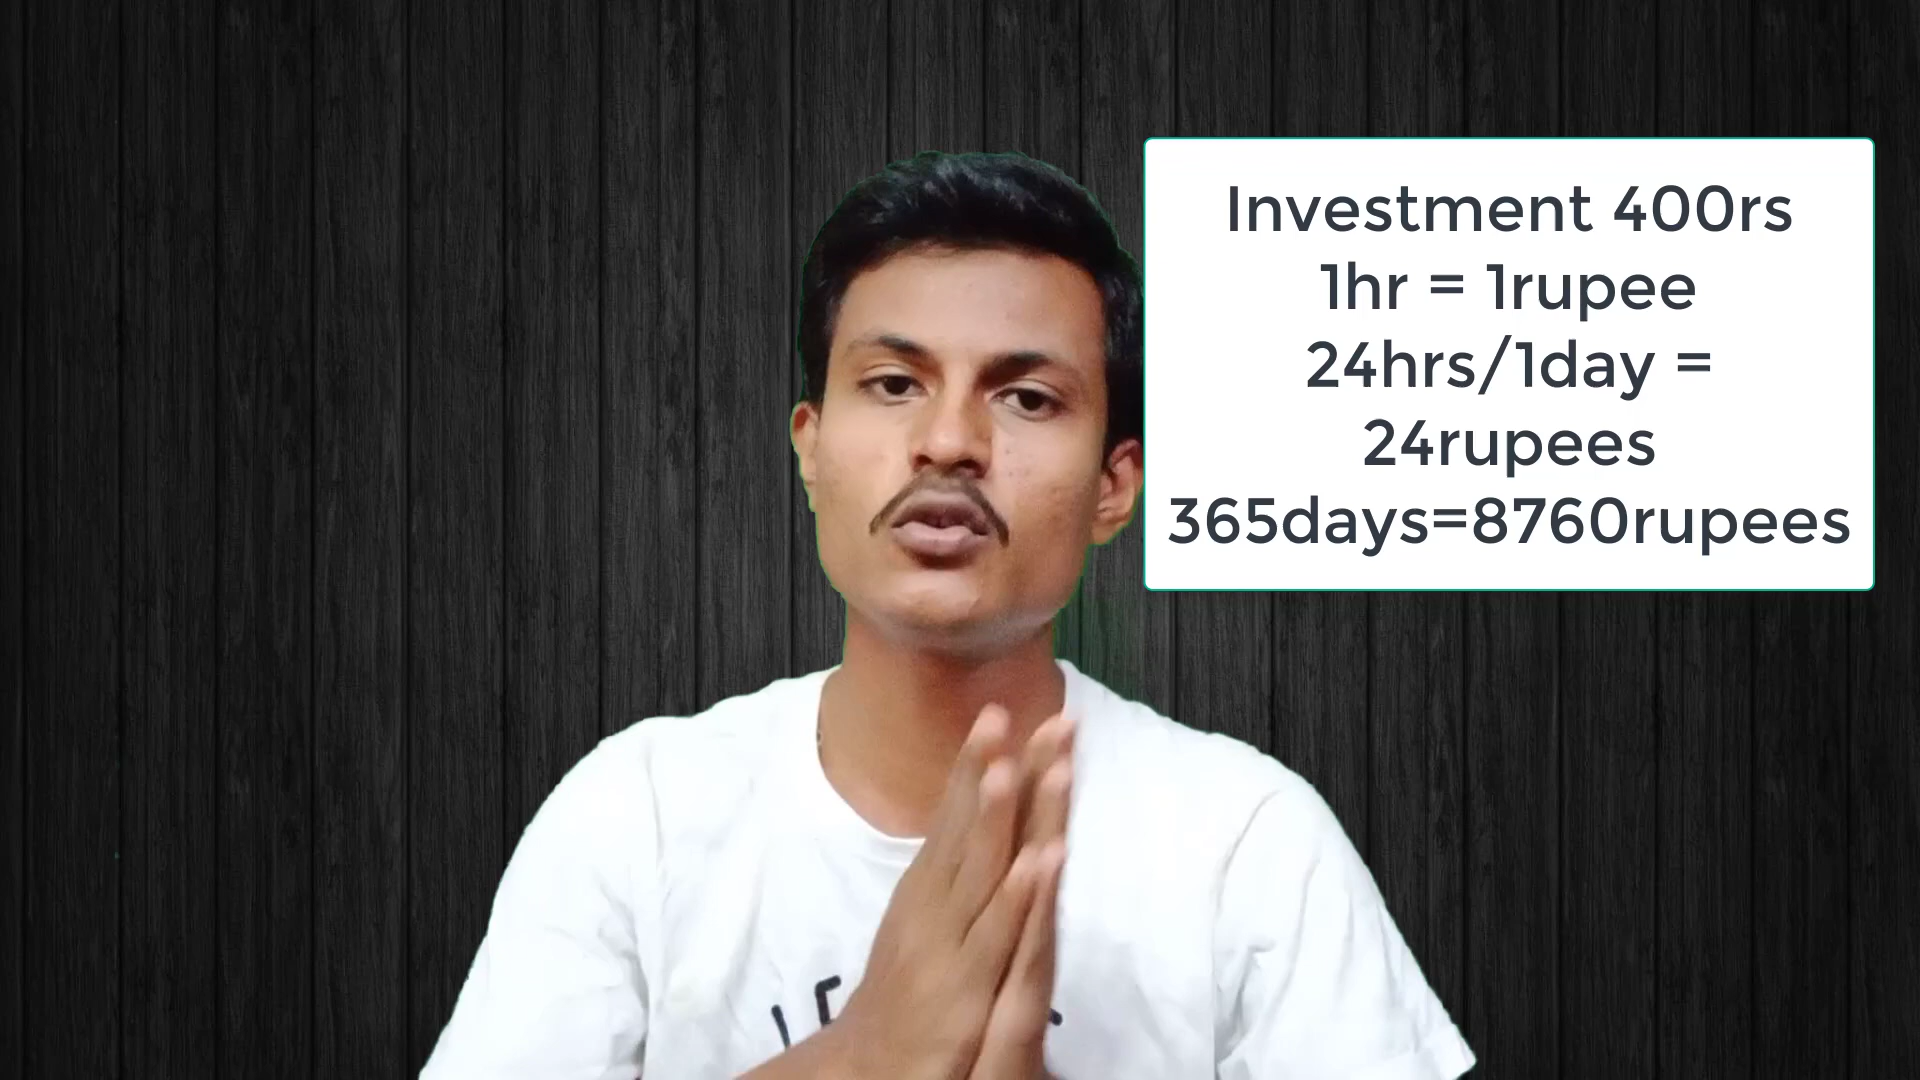 Investment 400rs
1hr = 1rupee
24hrs/1day =
24rupees
365days=8760rupees